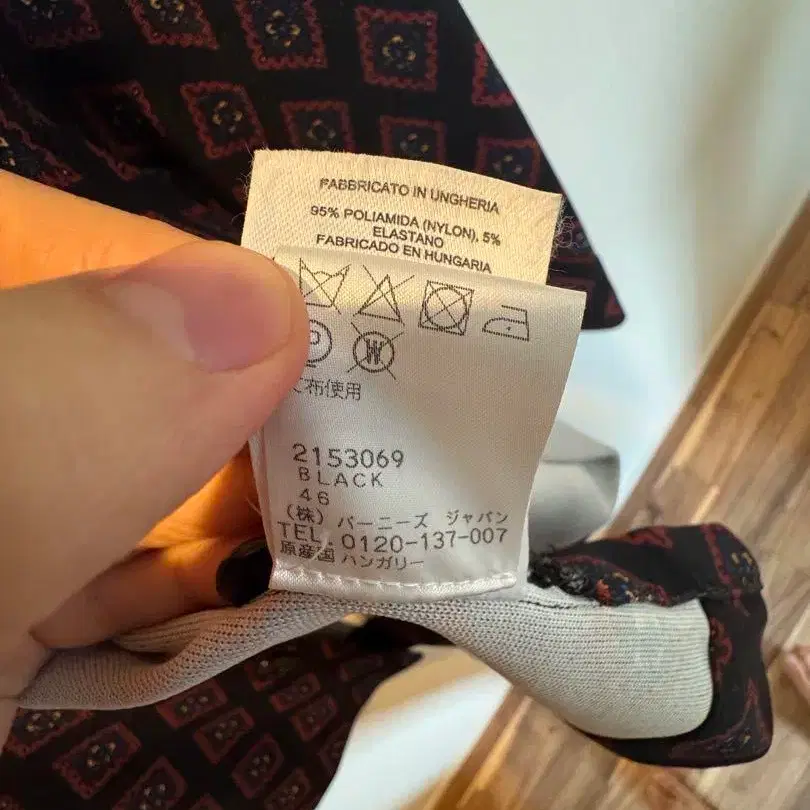 FABBRICATO IN UNGHERIA
95% POLIAMIDA (NYLON), 5%
ELASTANO
FABRICADO EN HUNGARIA
P W
布使用
2153069
BLACK
46
(株) バーニーズ ジャパン
TEL. 0120-137-007
原産国 ハンガリー